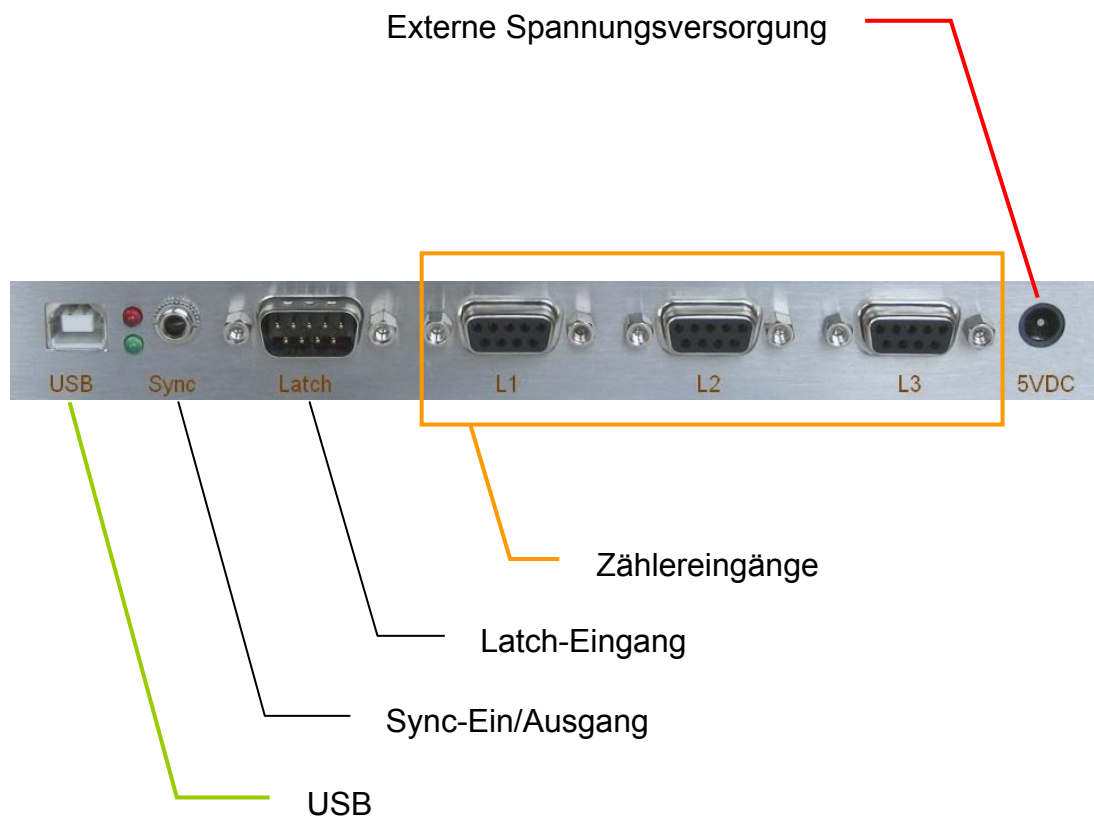 Externe Spannungsversorgung
USB Sync Latch L1 L2 L3 5VDC
Zählereingänge
Latch-Eingang
Sync-Ein/Ausgang
USB